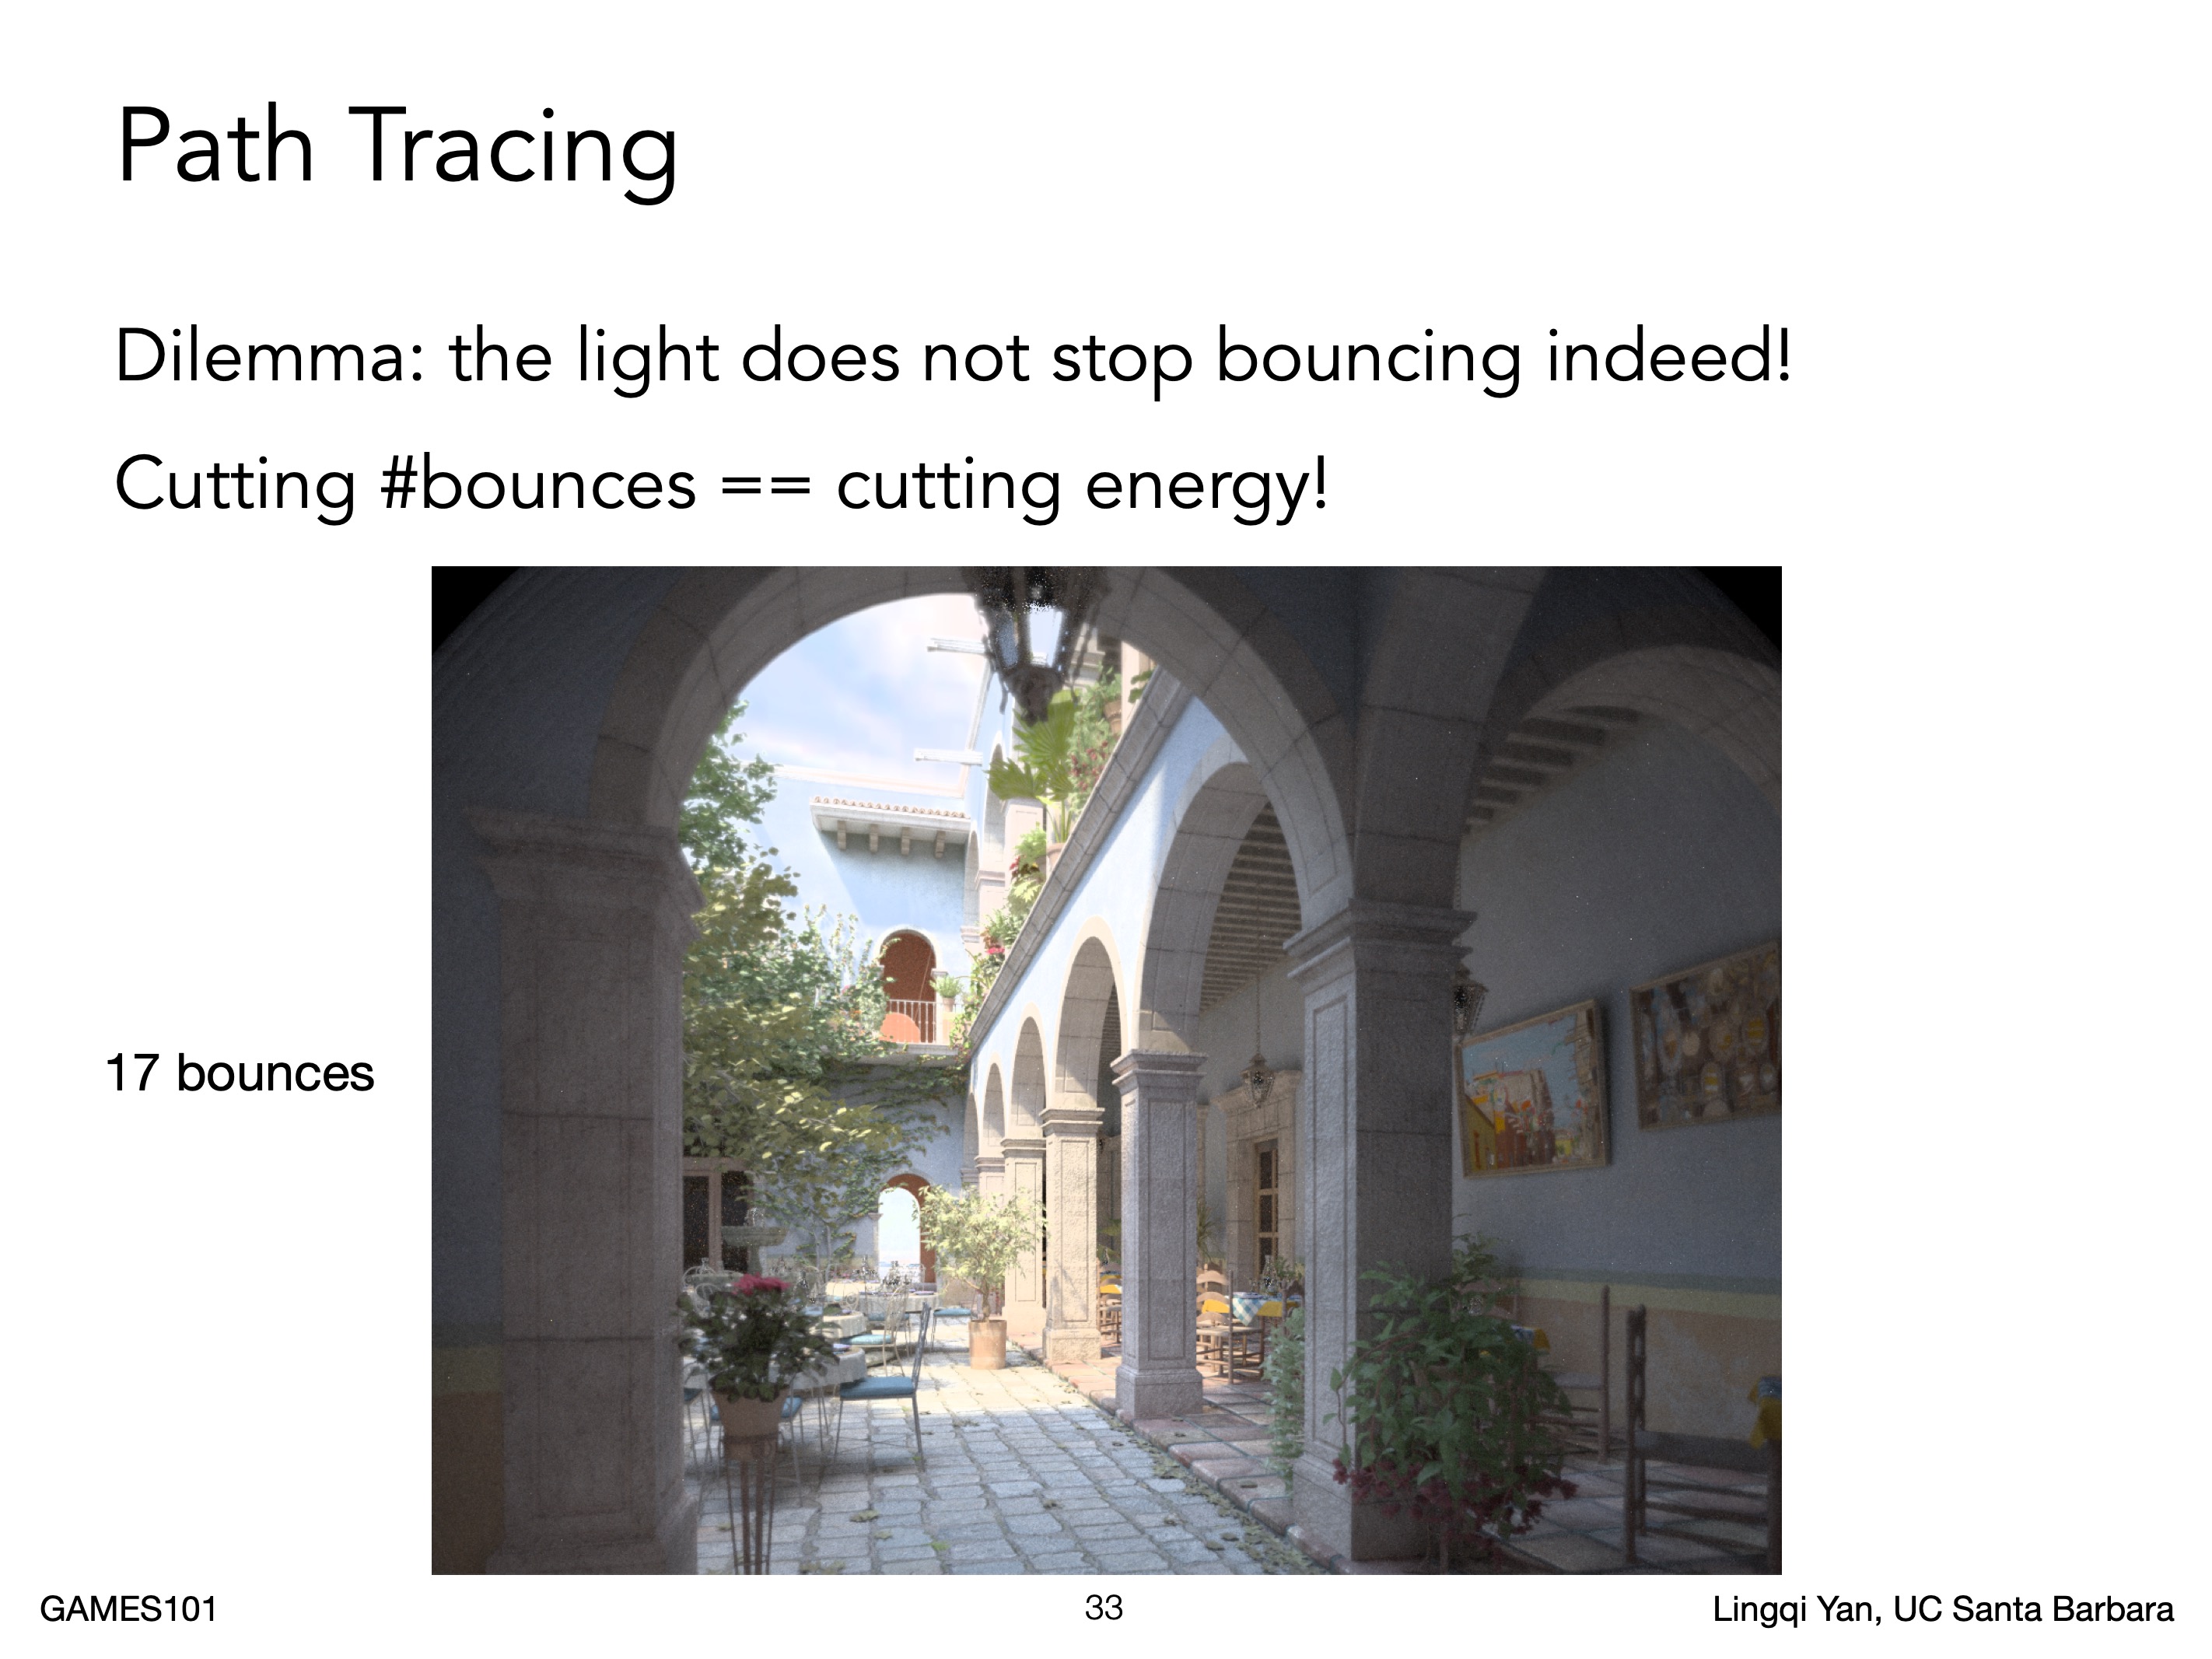 Path Tracing
Dilemma: the light does not stop bouncing indeed!
Cutting #bounces == cutting energy!
17 bounces
GAMES101
33
Lingqi Yan, UC Santa Barbara